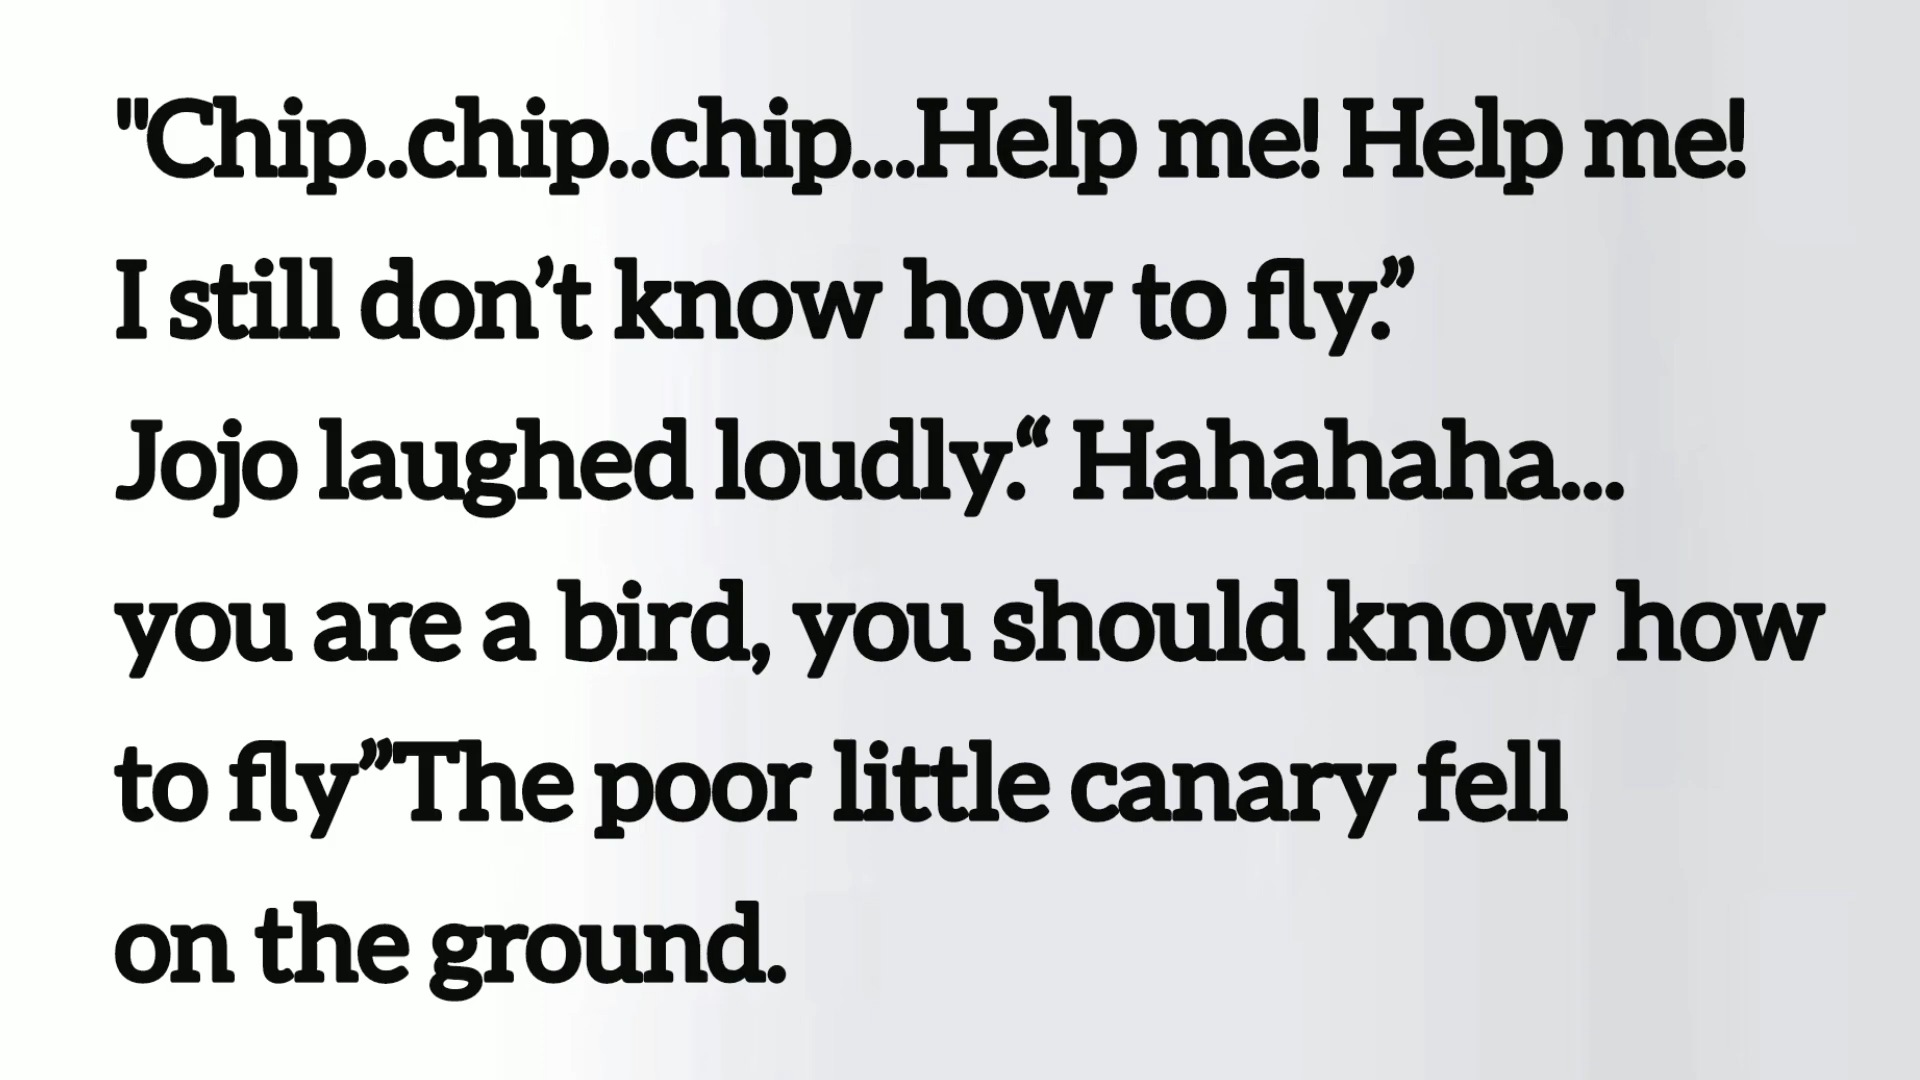 "Chip..chip..chip...Help me! Help me!
I still don’t know how to fly.”
Jojo laughed loudly.“ Hahahaha...
you are a bird, you should know how
to fly”The poor little canary fell
on the ground.